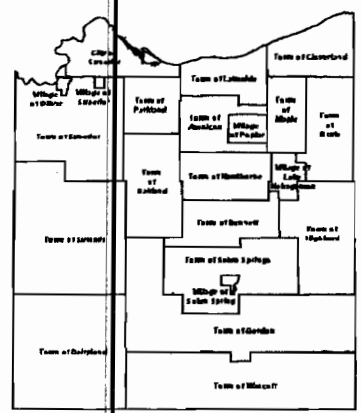 City of
Superior
Town of Cloverland
Town of Lakeside
Village
of Oliver
Village of
Superior
Town of
Parkland
Town of
Maple
Town of
Amnicon
Village
of Poplar
Town of
Brule
Town of Superior
Town of
Oakland
Town of Hawthorne
Village of
Lake
Nebagamon
Town of Bennett
Town of Summit
Town of
Highland
Town of Solon Springs
Village of
Solon Spring
Town of Gordon
Town of Dairyland
Town of Wascott